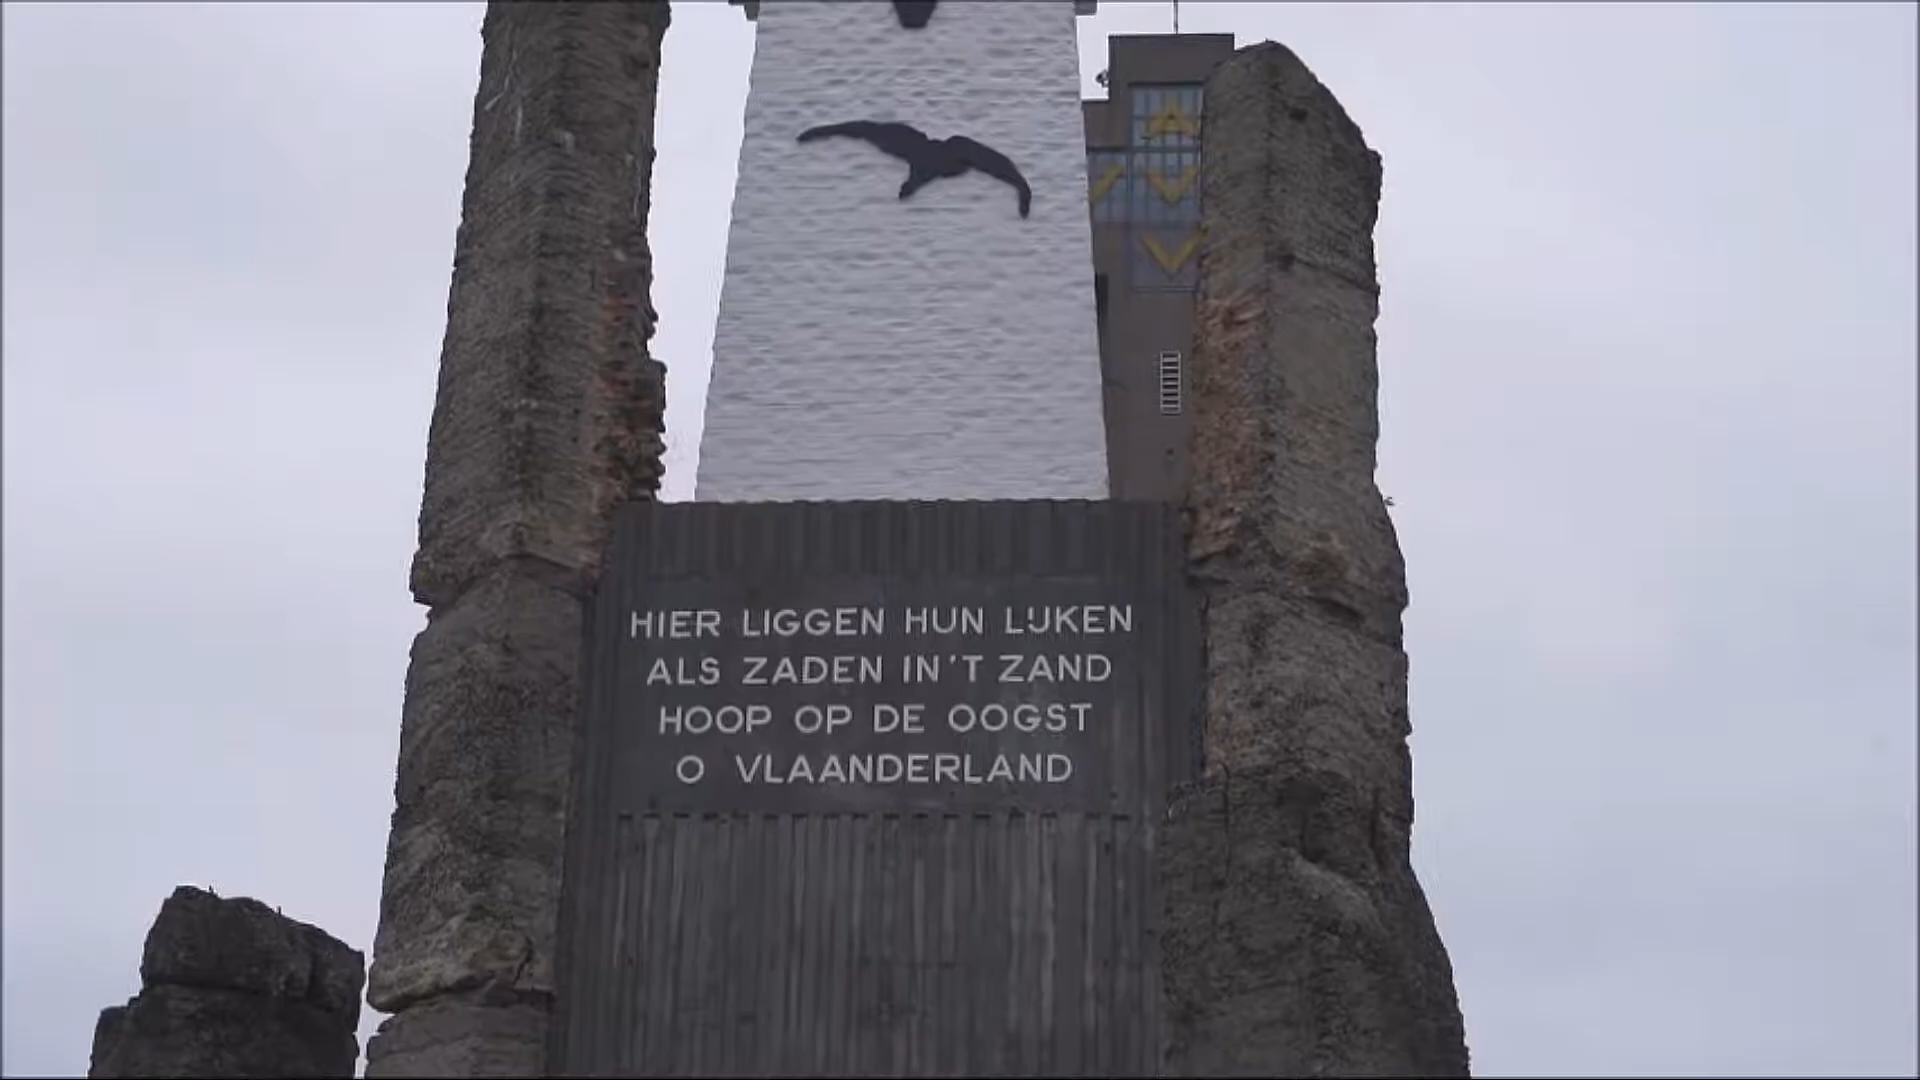 HIER LIGGEN HUN LIJKEN
ALS ZADEN IN 'T ZAND
HOOP OP DE OOGST
O VLAANDERLAND